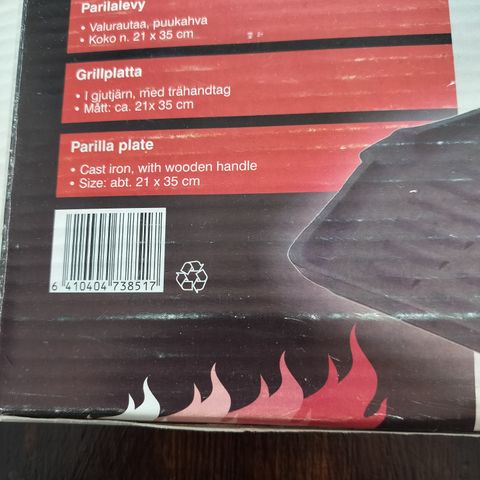 Parilalevy
• Valurautaa, puukahva
• Koko n. 21 x 35 cm
Grillplatta
• I gjutjärn, med trähandtag
• Mått: ca. 21x 35 cm
Parilla plate
• Cast iron, with wooden handle
• Size: abt. 21 x 35 cm
6 410404 738517